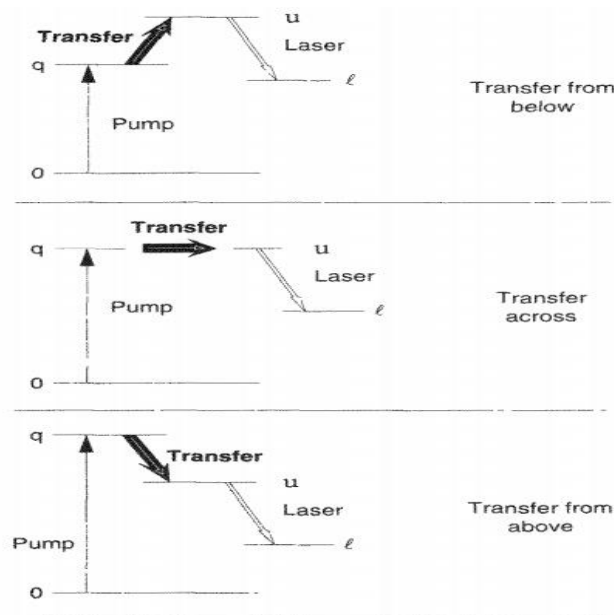 Transfer
u
Laser
q
ℓ
Transfer from
below
Pump
0
Transfer
q
u
Laser
Pump
ℓ
Transfer
across
0
q
Transfer
u
Laser
Transfer from
above
Pump
ℓ
0